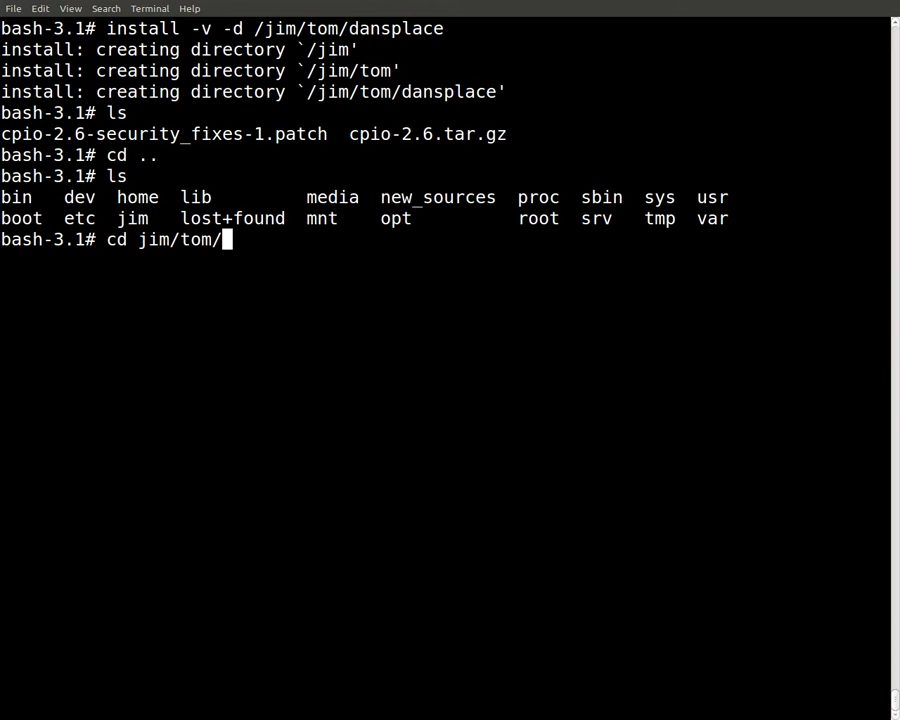 File Edit View Search Terminal Help
bash-3.1# install -v -d /jim/tom/dansplace
install: creating directory `/jim'
install: creating directory `/jim/tom'
install: creating directory `/jim/tom/dansplace'
bash-3.1# ls
cpio-2.6-security_fixes-1.patch  cpio-2.6.tar.gz
bash-3.1# cd ..
bash-3.1# ls
bin   dev  home  lib         media  new_sources  proc  sbin  sys  usr
boot  etc  jim   lost+found  mnt    opt          root  srv   tmp  var
bash-3.1# cd jim/tom/